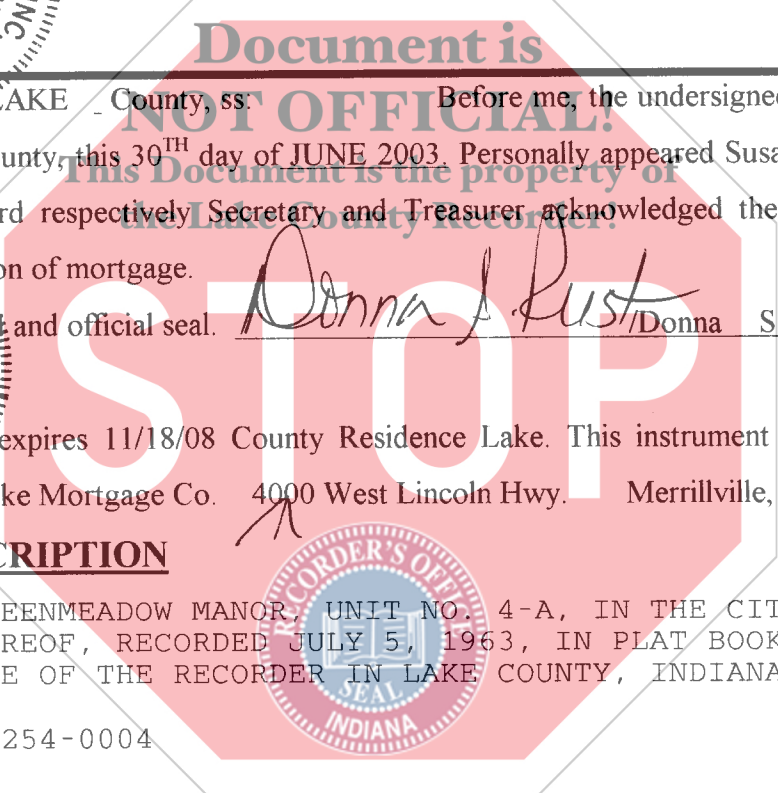 INC
Document is
LAKE County, ss: Before me, the undersigned
NOT OFFICIAL!
ounty, this 30TH day of JUNE 2003. Personally appeared Susa
This Document is the property of
rd respectively Secretary and Treasurer acknowledged the
the Lake County Recorder!
on of mortgage.
and official seal. Donna S. Rust /Donna S
STOP
expires 11/18/08 County Residence Lake. This instrument
ke Mortgage Co. 4000 West Lincoln Hwy. Merrillville,
CRIPTION
RECORDER'S OFFICE
EENMEADOW MANOR, UNIT NO. 4-A, IN THE CIT
REOF, RECORDED JULY 5, 1963, IN PLAT BOOK
E OF THE RECORDER IN LAKE COUNTY, INDIANA
SEAL
INDIANA
254-0004